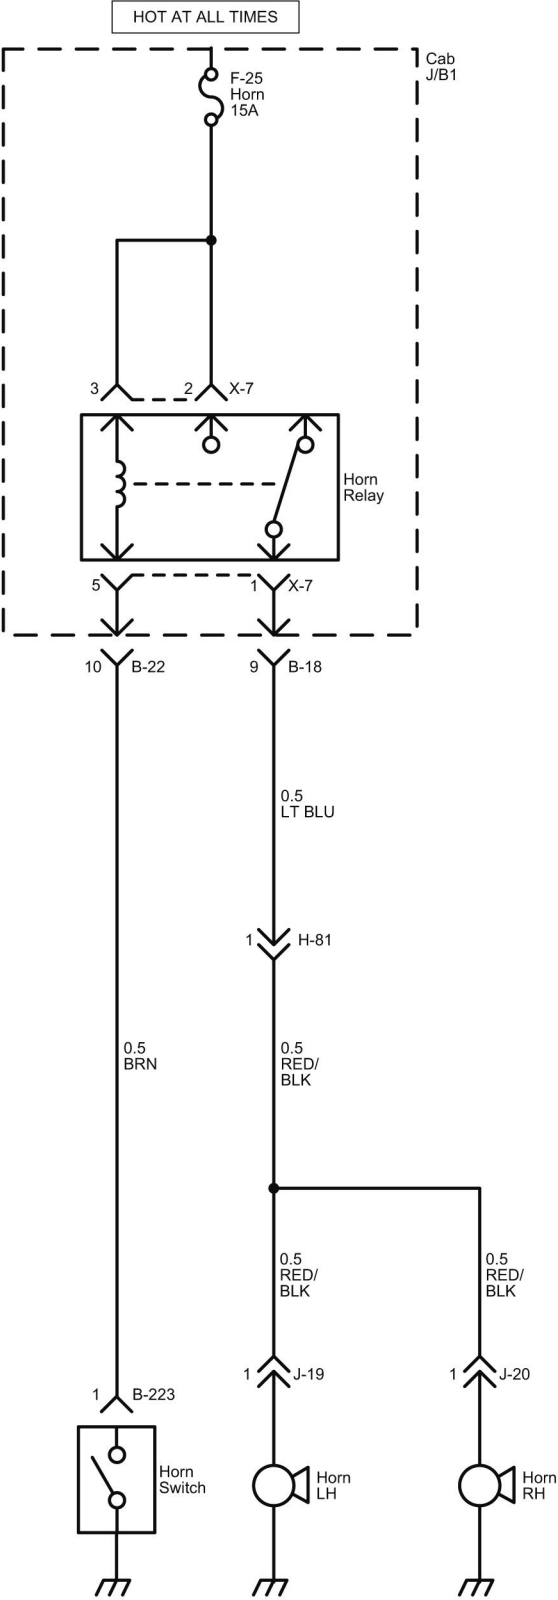 HOT AT ALL TIMES
Cab
J/B1
F-25
Horn
15A
3
2
X-7
Horn
Relay
5
1
X-7
10
B-22
9
B-18
0.5
LT BLU
1
H-81
0.5
BRN
0.5
RED/
BLK
0.5
RED/
BLK
0.5
RED/
BLK
1
J-19
1
J-20
1
B-223
Horn
Switch
Horn
LH
Horn
RH